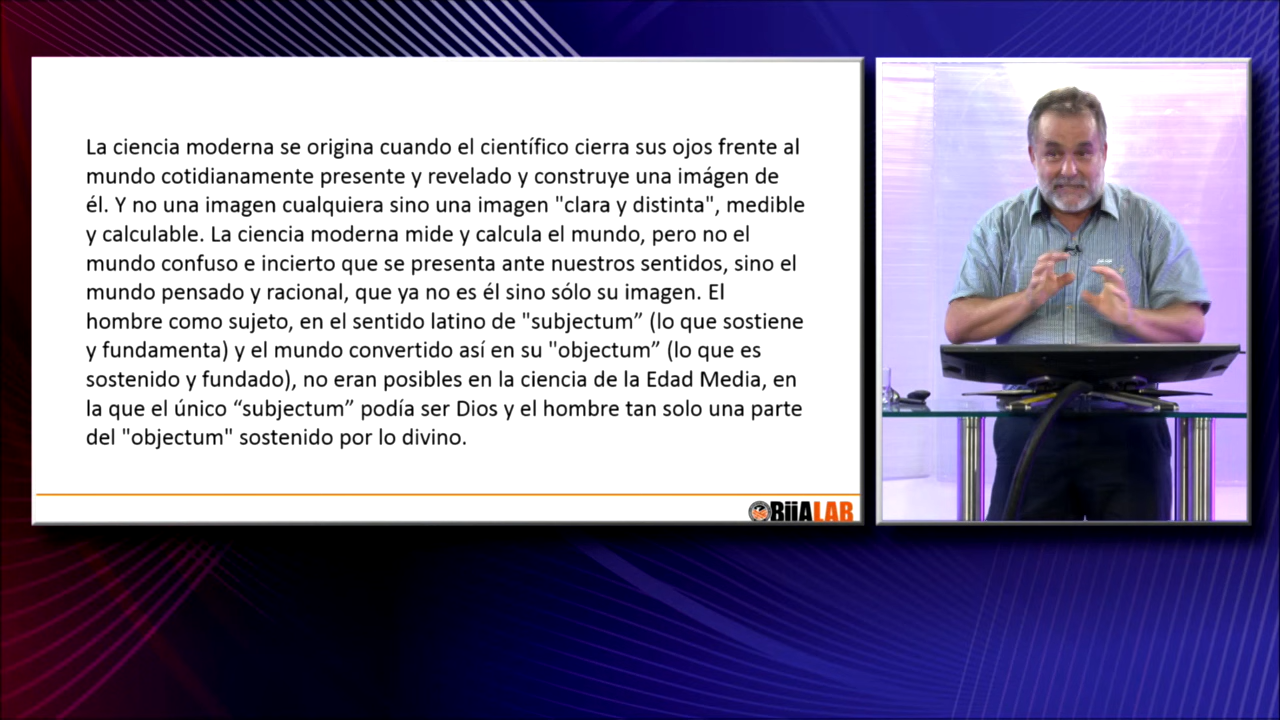 La ciencia moderna se origina cuando el científico cierra sus ojos frente al
mundo cotidianamente presente y revelado y construye una imágen de
él. Y no una imagen cualquiera sino una imagen "clara y distinta", medible
y calculable. La ciencia moderna mide y calcula el mundo, pero no el
mundo confuso e incierto que se presenta ante nuestros sentidos, sino el
mundo pensado y racional, que ya no es él sino sólo su imagen. El
hombre como sujeto, en el sentido latino de "subjectum” (lo que sostiene
y fundamenta) y el mundo convertido así en su "objectum” (lo que es
sostenido y fundado), no eran posibles en la ciencia de la Edad Media, en
la que el único “subjectum” podía ser Dios y el hombre tan solo una parte
del "objectum" sostenido por lo divino.
BiiALAB